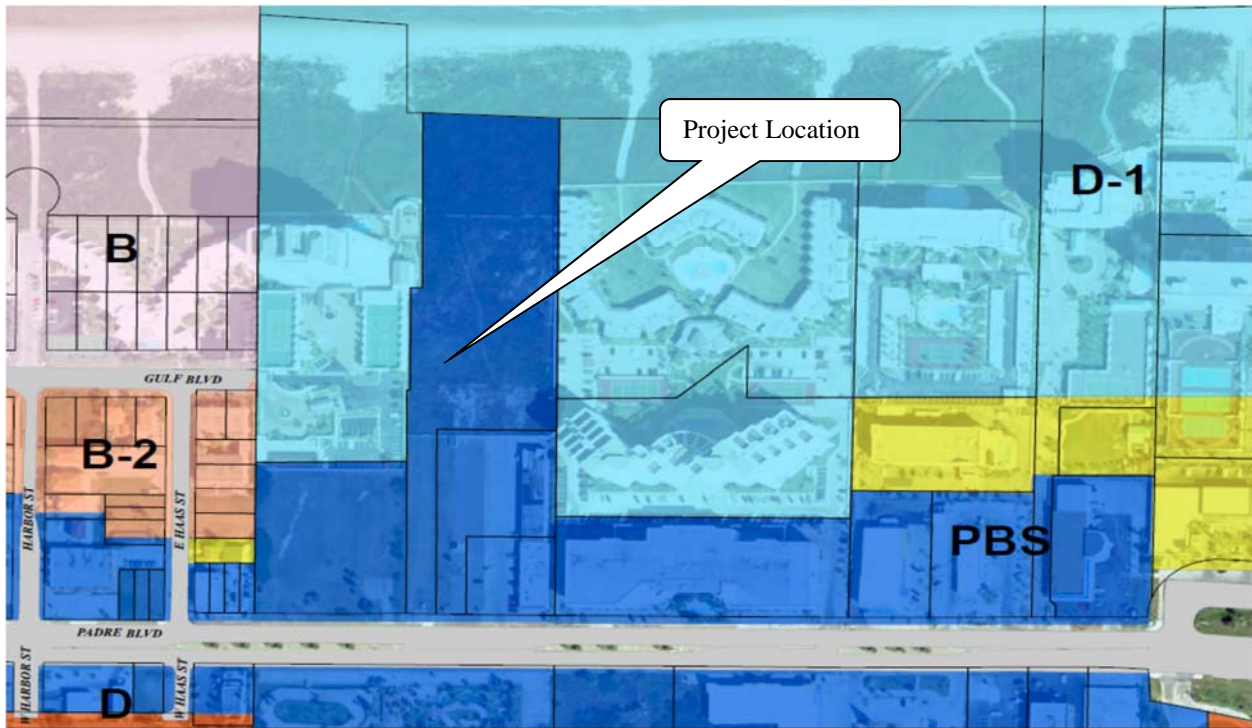 Project Location
D-1
B
GULF BLVD
B-2
HARBOR ST
E HAAS ST
PBS
PADRE BLVD
W HARBOR ST
W HAAS ST
D